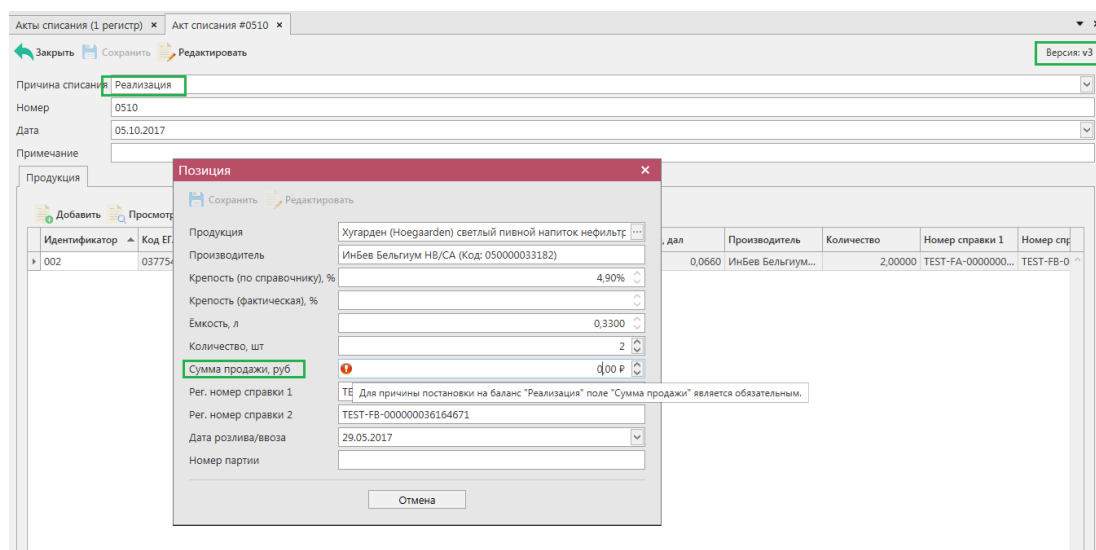 Акты списания (1 регистр) × Акт списания #0510 ×
Закрыть Сохранить Редактировать Версия: v3
Причина списания Реализация
Номер 0510
Дата 05.10.2017
Примечание
Продукция
Добавить Просмотр
Идентификатор Код ЕГ , дал Производитель Количество Номер справки 1 Номер спр
002 03775 0,0660 ИнБев Бельгиум... 2,00000 TEST-FA-0000000... TEST-FB-0
Позиция ×
Сохранить Редактировать
Продукция Хугарден (Hoegaarden) светлый пивной напиток нефильтр ...
Производитель ИнБев Бельгиум НВ/СА (Код: 050000033182)
Крепость (по справочнику), % 4,90%
Крепость (фактическая), %
Ёмкость, л 0,3300
Количество, шт 2
Сумма продажи, руб 0,00 ₽
Рег. номер справки 1 TE
Для причины постановки на баланс "Реализация" поле "Сумма продажи" является обязательным.
Рег. номер справки 2 TEST-FB-000000036164671
Дата розлива/ввоза 29.05.2017
Номер партии
Отмена